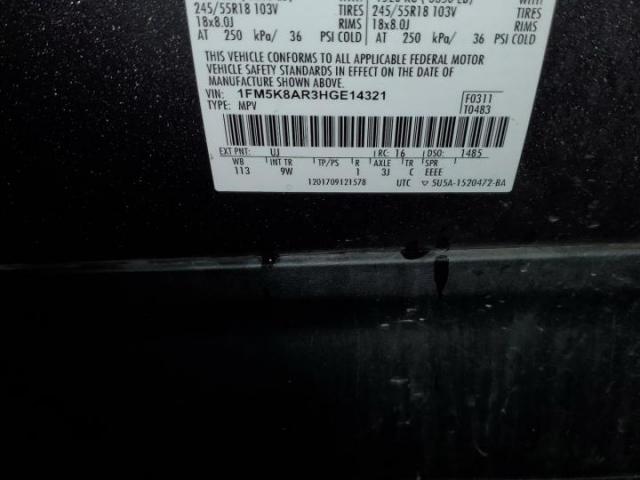 WITH WITH
245/55R18 103V TIRES 245/55R18 103V TIRES
18x8.0J RIMS 18x8.0J RIMS
AT 250 kPa/ 36 PSI COLD AT 250 kPa/ 36 PSI COLD
THIS VEHICLE CONFORMS TO ALL APPLICABLE FEDERAL MOTOR
VEHICLE SAFETY STANDARDS IN EFFECT ON THE DATE OF
MANUFACTURE SHOWN ABOVE.
VIN: 1FM5K8AR3HGE14321 F0311
TYPE: MPV T0483
EXT PNT: UJ RC: 16 DSO: 1485
WB INT TR TP/PS R AXLE TR SPR
113 9W 1 3J C EEEE
1201709121578 UTC ▽ 5U5A-1520472-BA